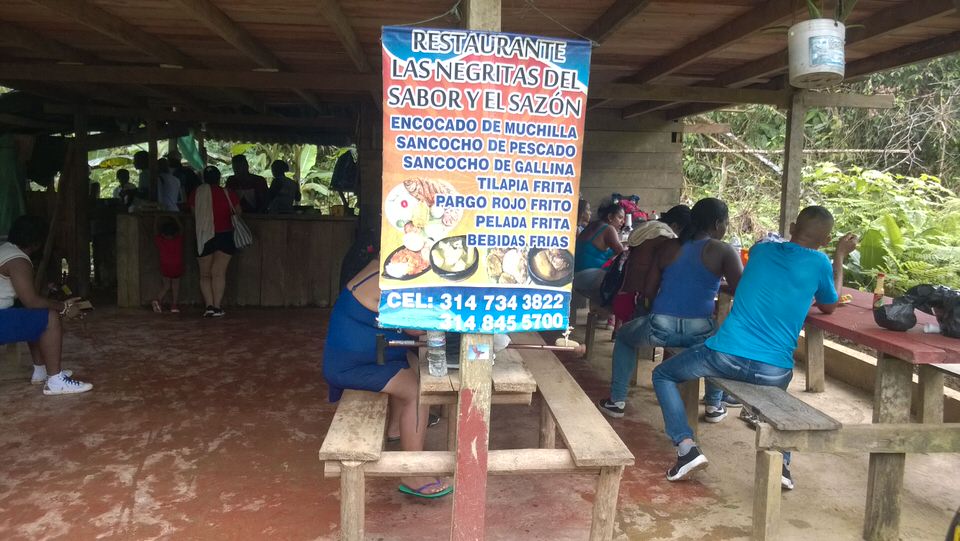 RESTAURANTE
LAS NEGRITAS DEL
SABOR Y EL SAZÓN
ENCOCADO DE MUCHILLA
SANCOCHO DE PESCADO
SANCOCHO DE GALLINA
TILAPIA FRITA
PARGO ROJO FRITO
PELADA FRITA
BEBIDAS FRIAS
CEL: 314 734 3822
314 845 5700